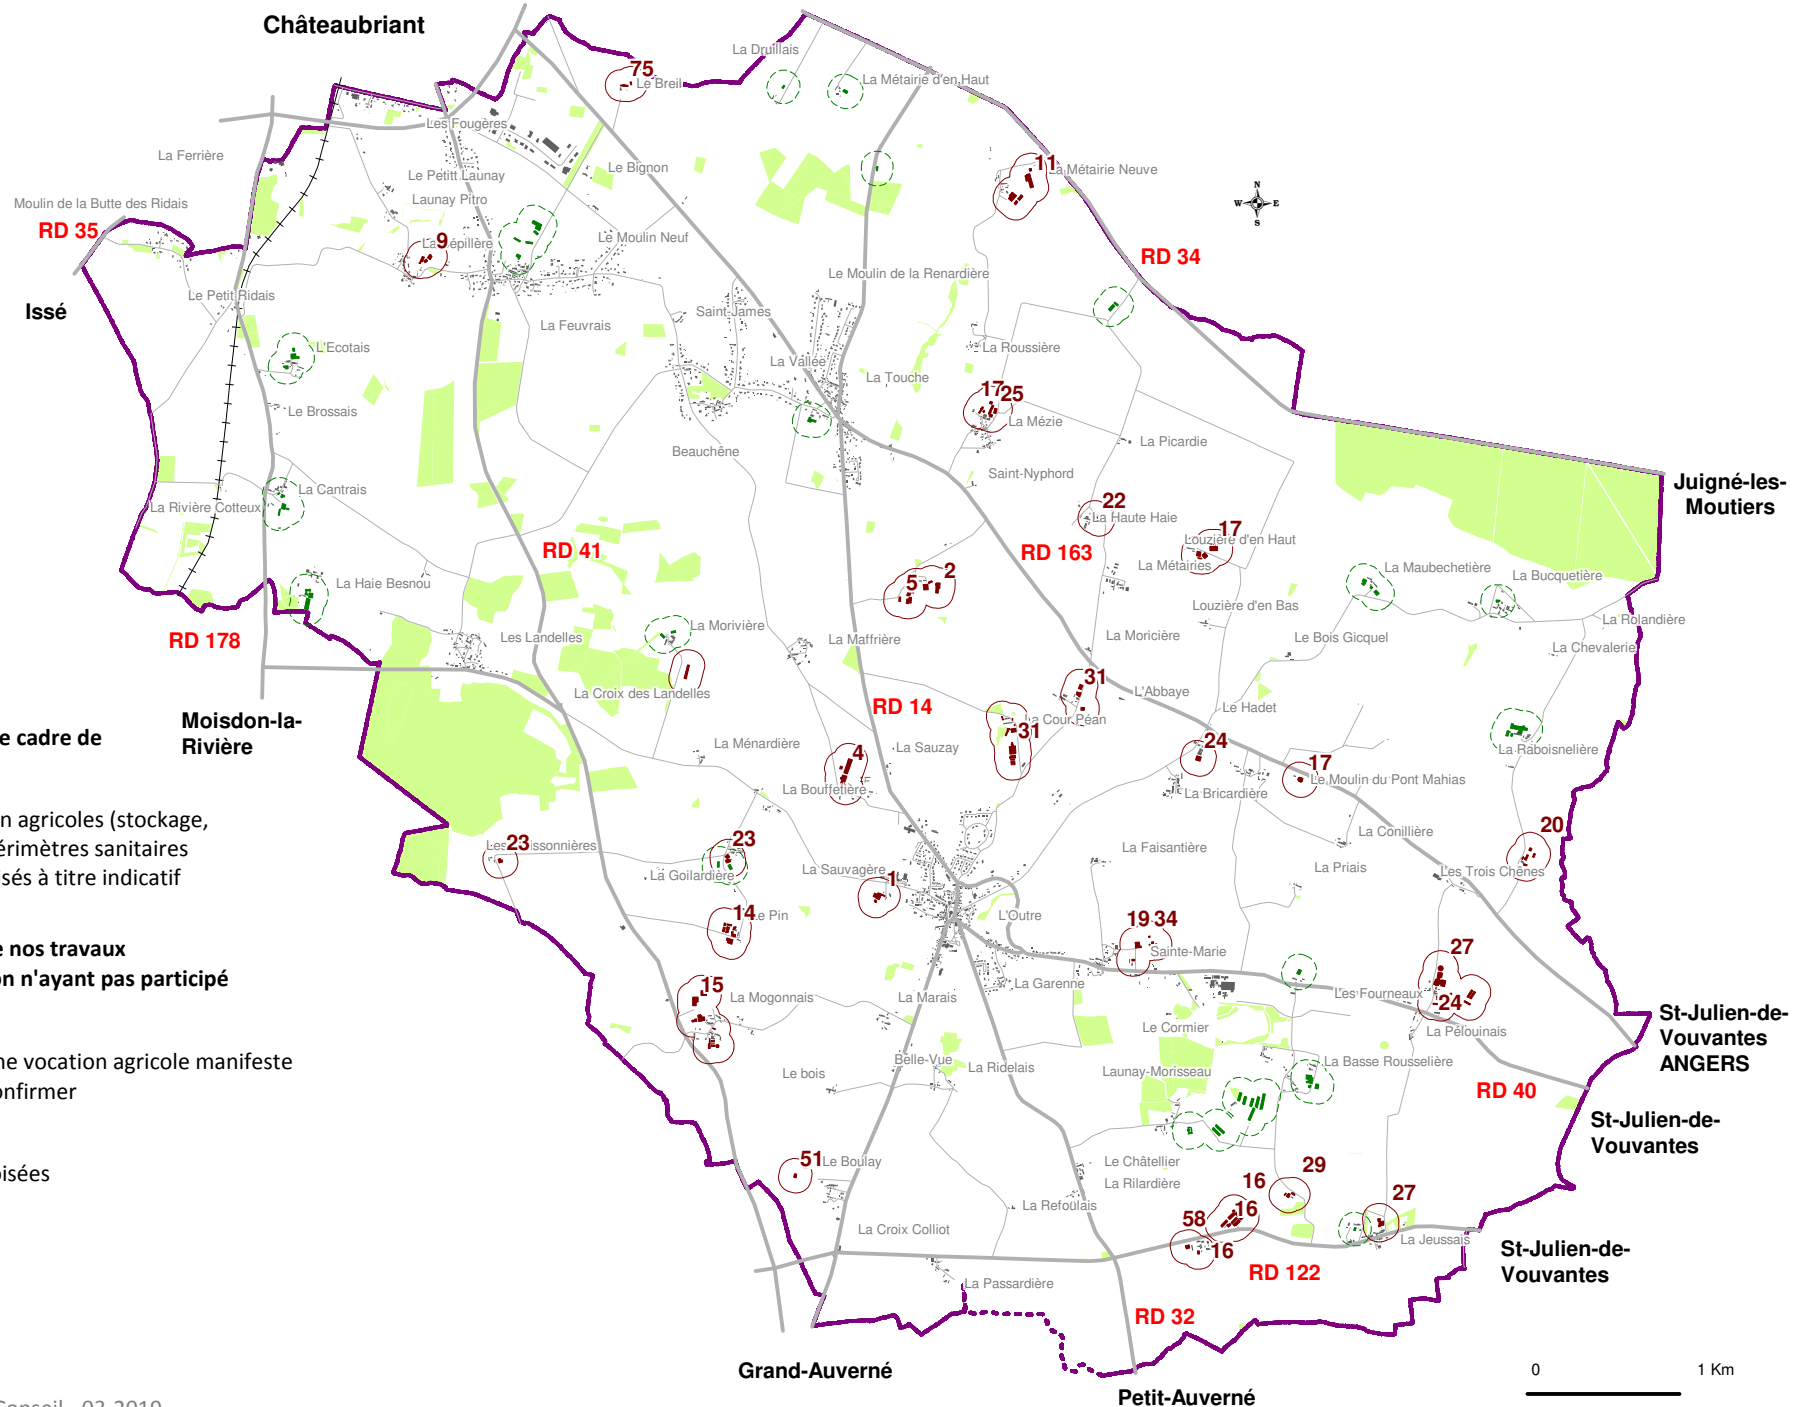 Châteaubriant
La Druillais
75
Le Breil
La Métairie d'en Haut
Les Fougères
La Ferrière
Le Bignon
11
La Métairie Neuve
Le Petitt Launay
N
W E
S
Moulin de la Butte des Ridais
Launay Pitro
RD 35
9
Le Moulin Neuf
RD 34
Le Moulin de la Renardière
Le Petit Ridais
Issé
Saint-James
La Feuvrais
L'Ecotais
La Roussière
La Vallée
La Touche
17
25
Le Brossais
La Mézie
La Picardie
Beauchêne
Saint-Nyphord
Juigné-les-
Moutiers
La Cantrais
La Rivière Cotteux
22
La Haute Haie
17
Louzière d'en Haut
RD 41
RD 163
La Métairies
La Maubechetière
La Bucquetière
La Haie Besnou
5
2
Louzière d'en Bas
La Rolandière
La Morivière
Les Landelles
La Maffrière
La Moricière
Le Bois Gicquel
La Chevalerie
RD 178
31
L'Abbaye
La Croix des Landelles
RD 14
Le Hadet
Moisdon-la-
Rivière
La Cour Péan
31
e cadre de
La Ménardière
La Sauzay
24
La Raboisnelière
4
17
Le Moulin du Pont Mahias
La Bouffetière
La Bricardière
n agricoles (stockage,
La Conillière
20
érimètres sanitaires
23
23
La Faisantière
isés à titre indicatif
La Goilardière
La Sauvagère
La Priais
Les Trois Chênes
1
14
Le Pin
L'Outre
19
34
e nos travaux
Sainte-Marie
27
on n'ayant pas participé
15
La Mogonnais
La Marais
La Garenne
Les Fourneaux
24
Le Cormier
La Pelouinais
St-Julien-de-
Vouvantes
ANGERS
ne vocation agricole manifeste
Le bois
Belle-Vue
La Ridelais
Launay-Morisseau
La Basse Rousselière
onfirmer
RD 40
St-Julien-de-
Vouvantes
oisées
51
Le Boulay
Le Châtellier
29
La Rilardière
16
27
La Refoulais
58
16
La Croix Colliot
16
La Jeussais
St-Julien-de-
Vouvantes
RD 122
La Passardière
RD 32
Grand-Auverné
Petit-Auverné
0
1 Km